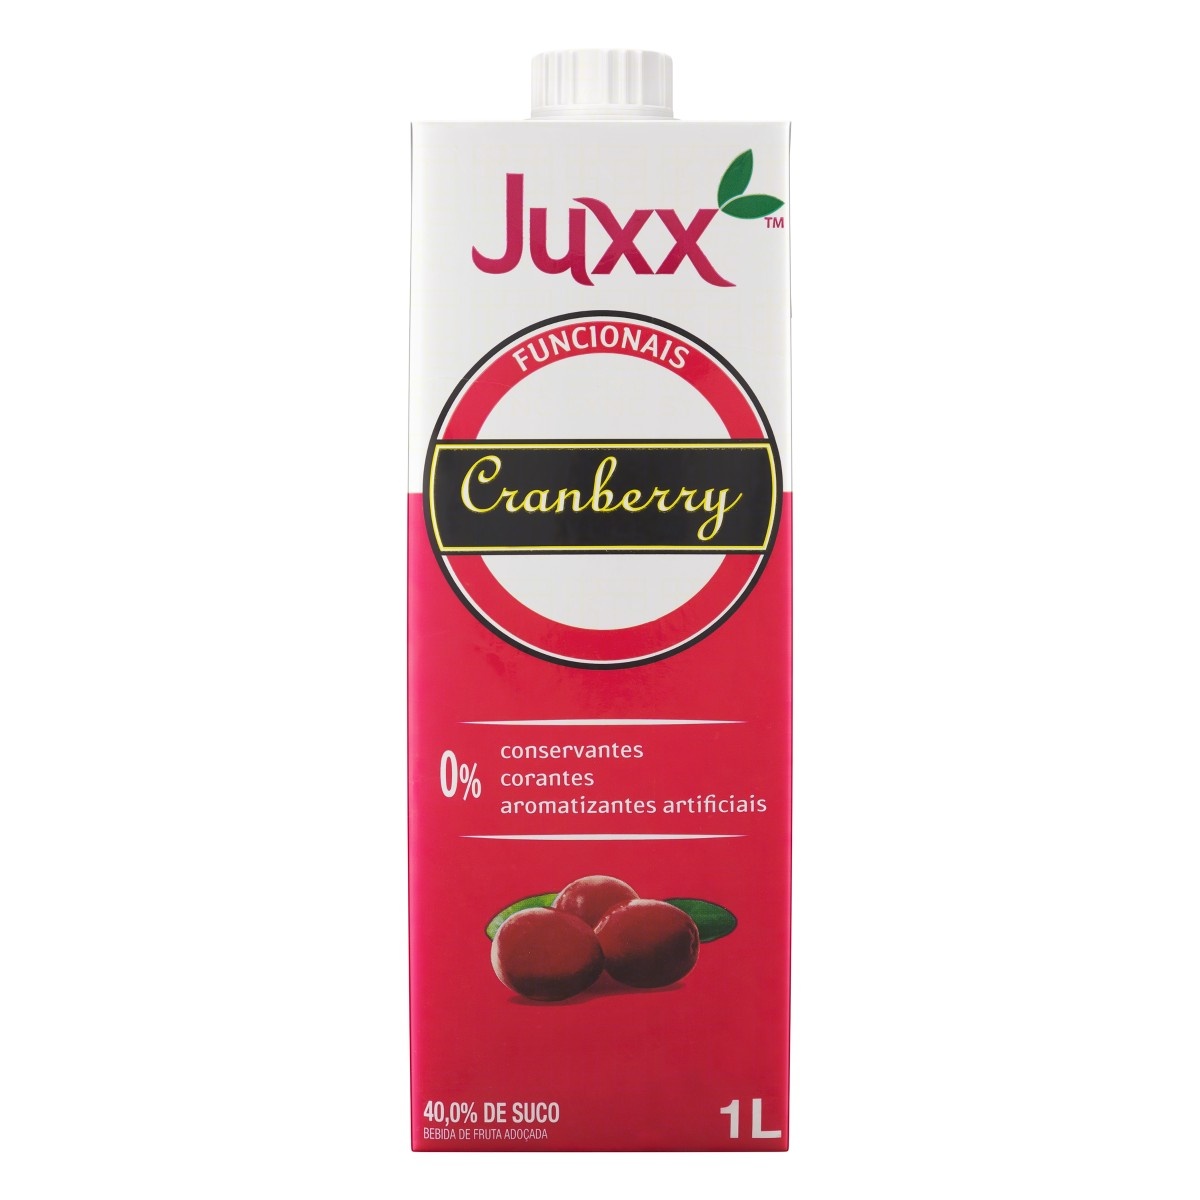 Juxx
TM
FUNCIONAIS
Cranberry
0%
conservantes
corantes
aromatizantes artificiais
40,0% DE SUCO
1L
BEBIDA DE FRUTA ADOÇADA